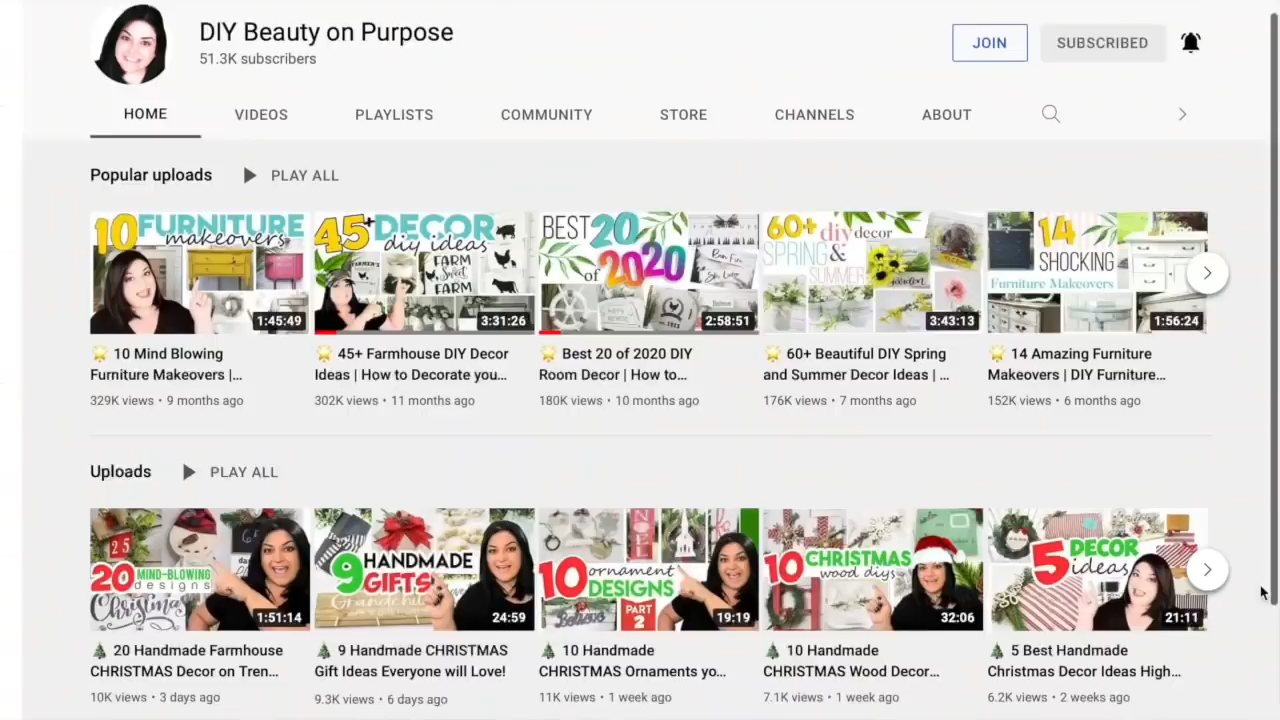 DIY Beauty on Purpose
51.3K subscribers
JOIN
SUBSCRIBED
HOME
VIDEOS
PLAYLISTS
COMMUNITY
STORE
CHANNELS
ABOUT
Popular uploads
PLAY ALL
10 FURNITURE
makeovers
1:45:49
45+ DECOR
diy ideas
FARM
Sweet
FARM
3:31:26
BEST 20
of 2020
2:58:51
60+ diy decor
SPRING &
SUMMER
garden
3:43:13
14
SHOCKING
Furniture Makeovers
1:56:24
🌟 10 Mind Blowing
Furniture Makeovers |...
329K views • 9 months ago
🌟 45+ Farmhouse DIY Decor
Ideas | How to Decorate you...
302K views • 11 months ago
🌟 Best 20 of 2020 DIY
Room Decor | How to...
180K views • 10 months ago
🌟 60+ Beautiful DIY Spring
and Summer Decor Ideas | ...
176K views • 7 months ago
🌟 14 Amazing Furniture
Makeovers | DIY Furniture...
152K views • 6 months ago
Uploads
PLAY ALL
25
20 MIND-BLOWING
designs
Christmas
1:51:14
9 HANDMADE
GIFTS
24:59
NOEL
10 ornament
DESIGNS
PART
2
Believe
19:19
10 CHRISTMAS
wood diys
32:06
5 DECOR
ideas
21:11
🎄 20 Handmade Farmhouse
CHRISTMAS Decor on Tren...
10K views • 3 days ago
🎄 9 Handmade CHRISTMAS
Gift Ideas Everyone will Love!
9.3K views • 6 days ago
🎄 10 Handmade
CHRISTMAS Ornaments yo...
11K views • 1 week ago
🎄 10 Handmade
CHRISTMAS Wood Decor...
7.1K views • 1 week ago
🎄 5 Best Handmade
Christmas Decor Ideas High...
6.2K views • 2 weeks ago